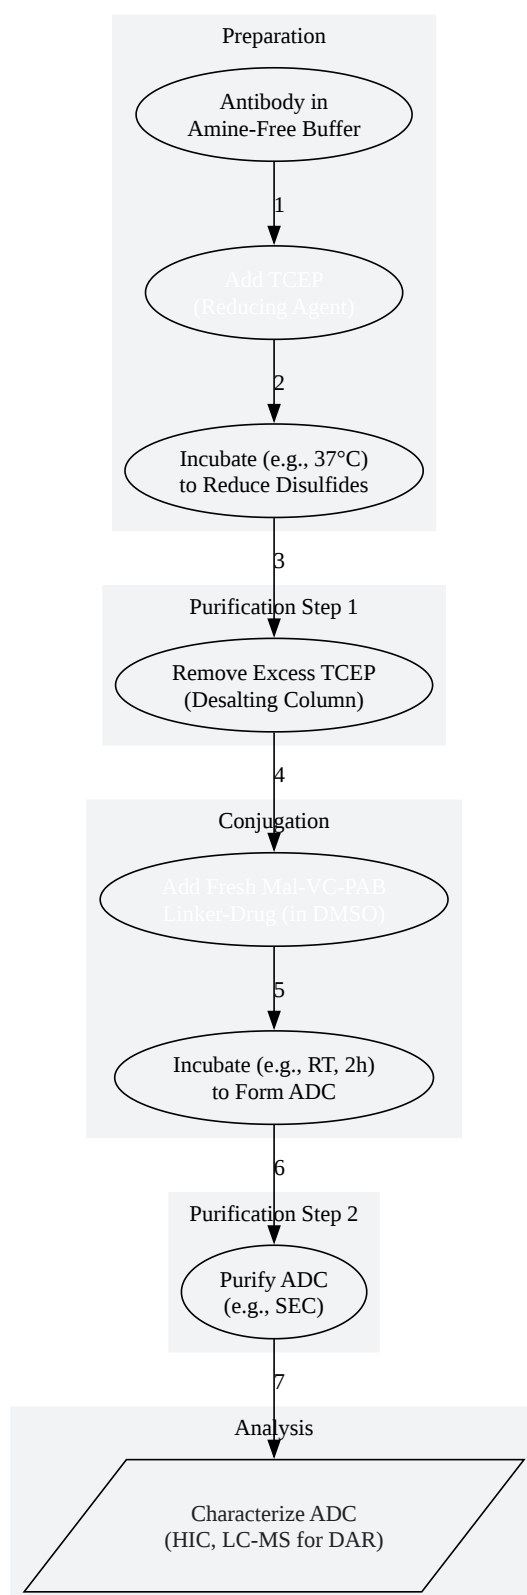 Preparation
Antibody in
Amine-Free Buffer
1
Add TCEP
(Reducing Agent)
2
Incubate (e.g., 37°C)
to Reduce Disulfides
3
Purification Step 1
Remove Excess TCEP
(Desalting Column)
4
Conjugation
Add Fresh Mal-VC-PAB
Linker-Drug (in DMSO)
5
Incubate (e.g., RT, 2h)
to Form ADC
6
Purification Step 2
Purify ADC
(e.g., SEC)
7
Analysis
Characterize ADC
(HIC, LC-MS for DAR)